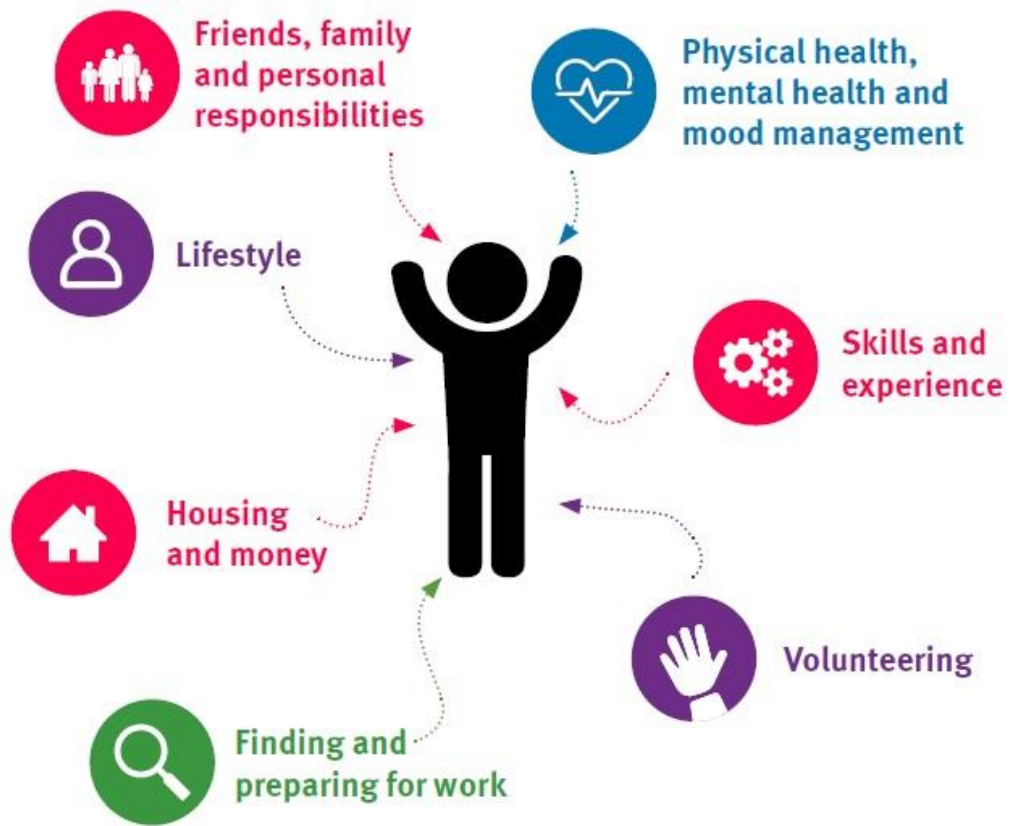 Friends, family
and personal
responsibilities
Physical health,
mental health and
mood management
Lifestyle
Skills and
experience
Housing
and money
Volunteering
Finding and
preparing for work